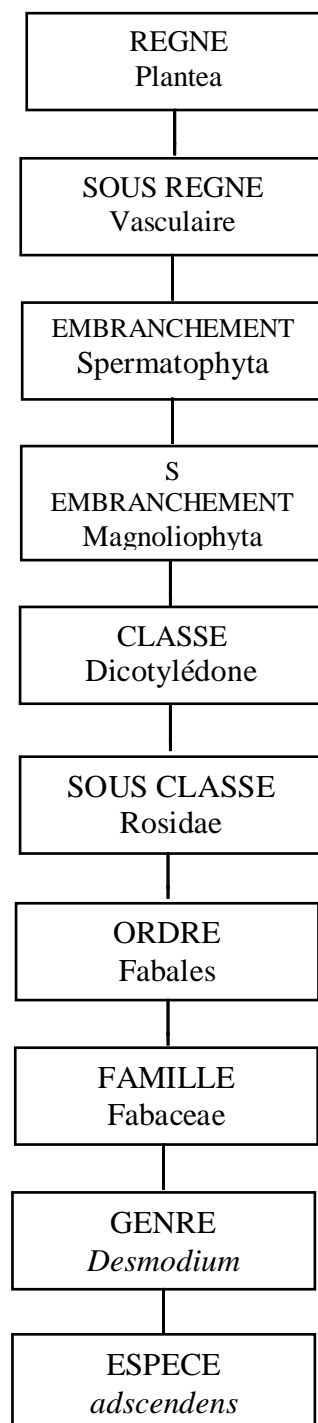 REGNE
Plantea
SOUS REGNE
Vasculaire
EMBRANCHEMENT
Spermatophyta
S
EMBRANCHEMENT
Magnoliophyta
CLASSE
Dicotylédone
SOUS CLASSE
Rosidae
ORDRE
Fabales
FAMILLE
Fabaceae
GENRE
Desmodium
ESPECE
adscendens